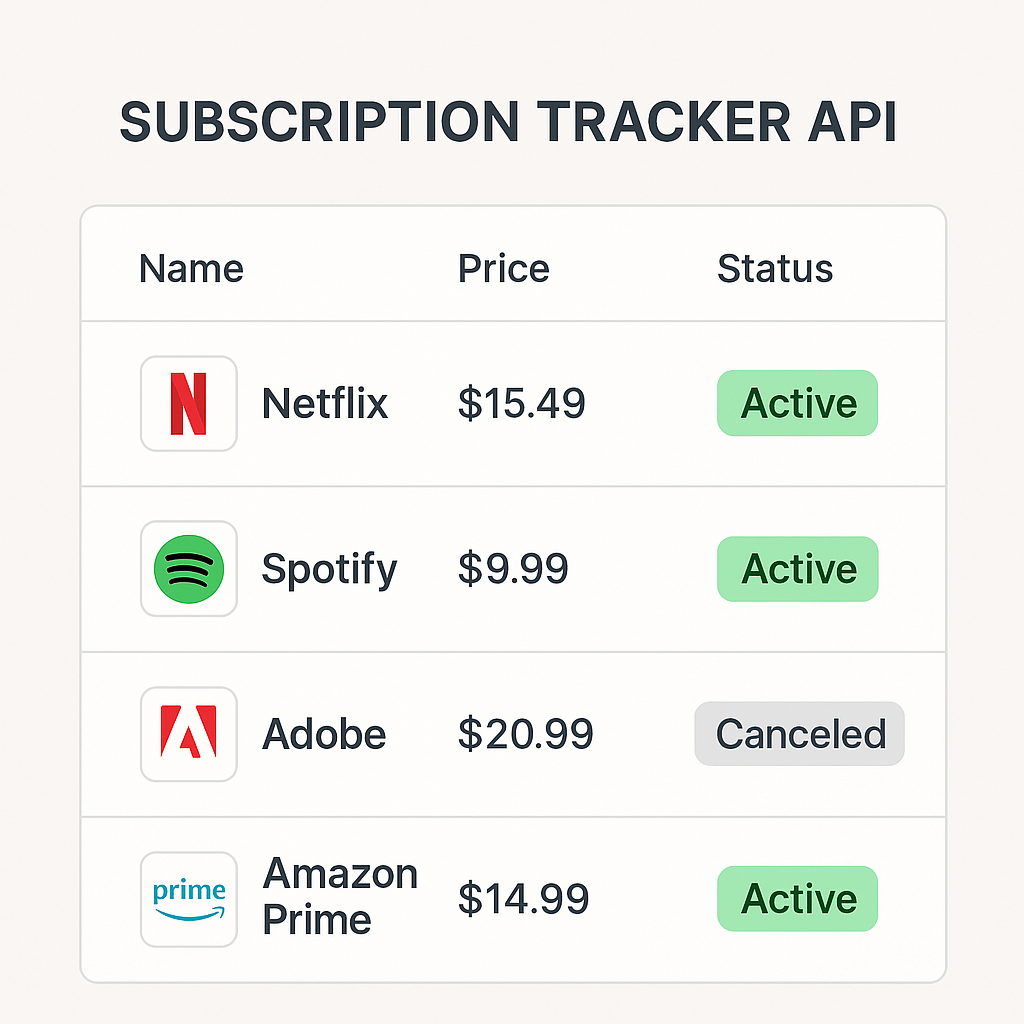 SUBSCRIPTION TRACKER API
Name Price Status
N Netflix $15.49 Active
Spotify $9.99 Active
Adobe $20.99 Canceled
prime Amazon Prime $14.99 Active